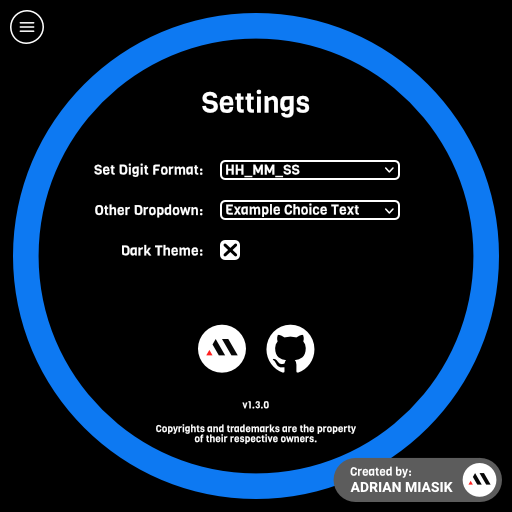 Settings
Set Digit Format: HH_MM_SS
Other Dropdown: Example Choice Text
Dark Theme:
v1.3.0
Copyrights and trademarks are the property
of their respective owners.
Created by:
ADRIAN MIASIK